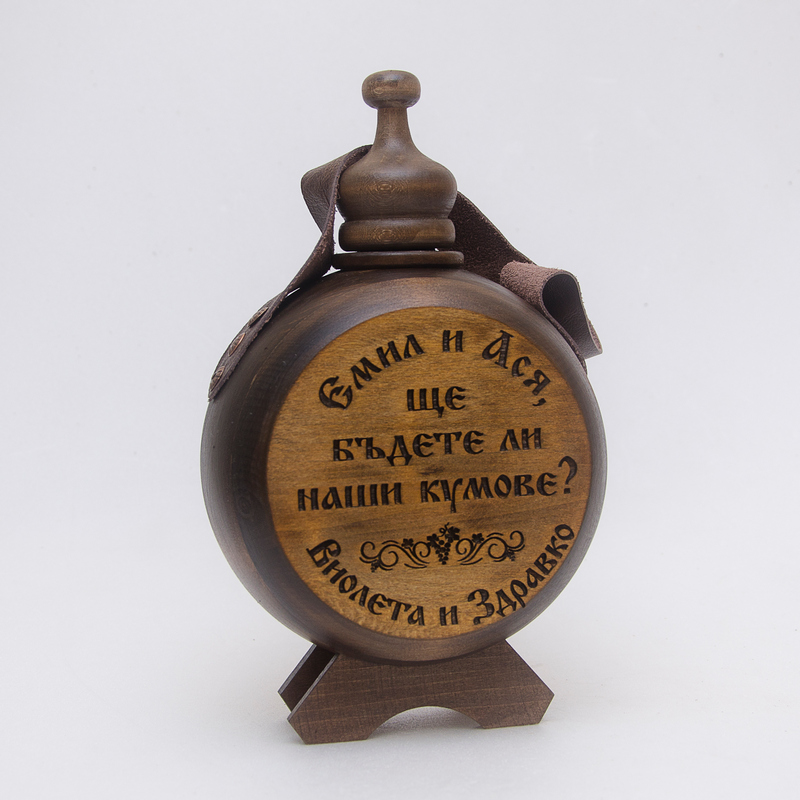 Емил и Ася,
ще
бъдете ли
наши кумове?
Виолета и Здравко